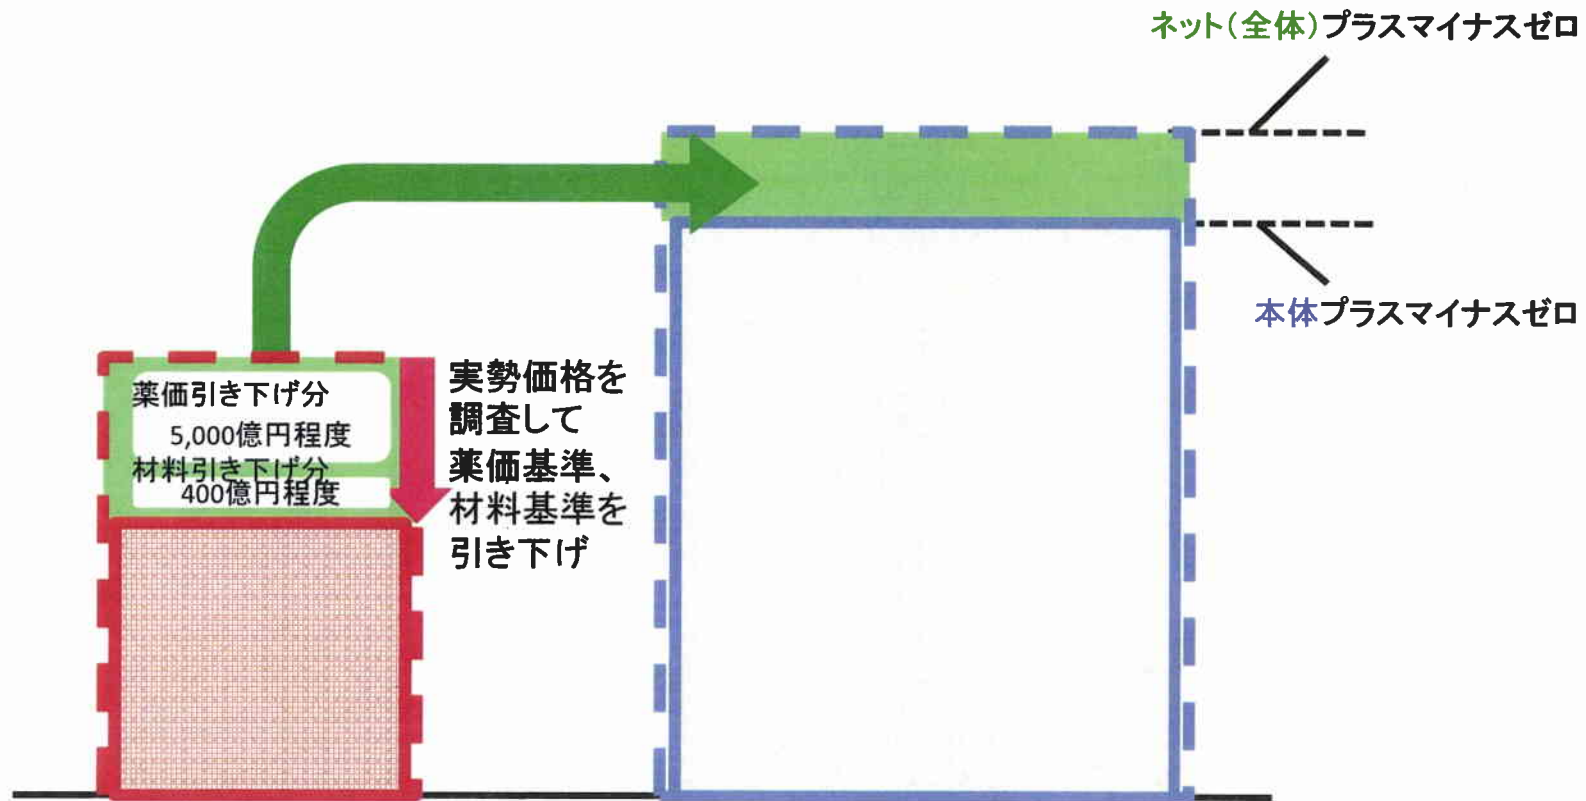 ネット(全体)プラスマイナスゼロ
本体プラスマイナスゼロ
薬価引き下げ分
5,000億円程度
材料引き下げ分
400億円程度
実勢価格を
調査して
薬価基準、
材料基準を
引き下げ